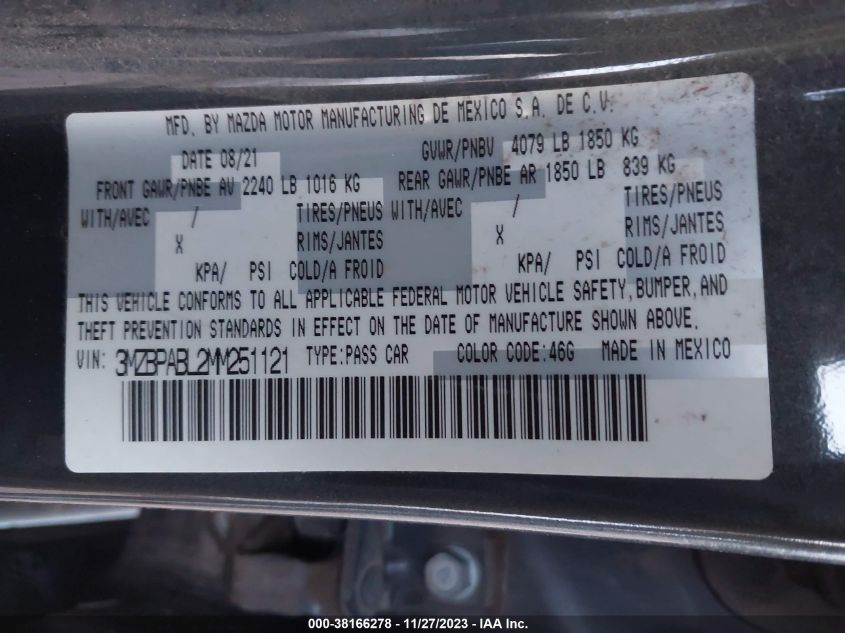 MFD. BY MAZDA MOTOR MANUFACTURING DE MEXICO S.A. DE C.V.
DATE 08/21 GVWR/PNBV 4079 LB 1850 KG
FRONT GAWR/PNBE AV 2240 LB 1016 KG REAR GAWR/PNBE AR 1850 LB 839 KG
WITH/AVEC / TIRES/PNEUS WITH/AVEC / TIRES/PNEUS
X RIMS/JANTES X RIMS/JANTES
KPA/ PSI COLD/A FROID KPA/ PSI COLD/A FROID
THIS VEHICLE CONFORMS TO ALL APPLICABLE FEDERAL MOTOR VEHICLE SAFETY, BUMPER, AND
THEFT PREVENTION STANDARDS IN EFFECT ON THE DATE OF MANUFACTURE SHOWN ABOVE.
VIN: 3MZBPABL2MM251121 TYPE:PASS CAR COLOR CODE:46G MADE IN MEXICO
000-38166278 - 11/27/2023 - IAA Inc.